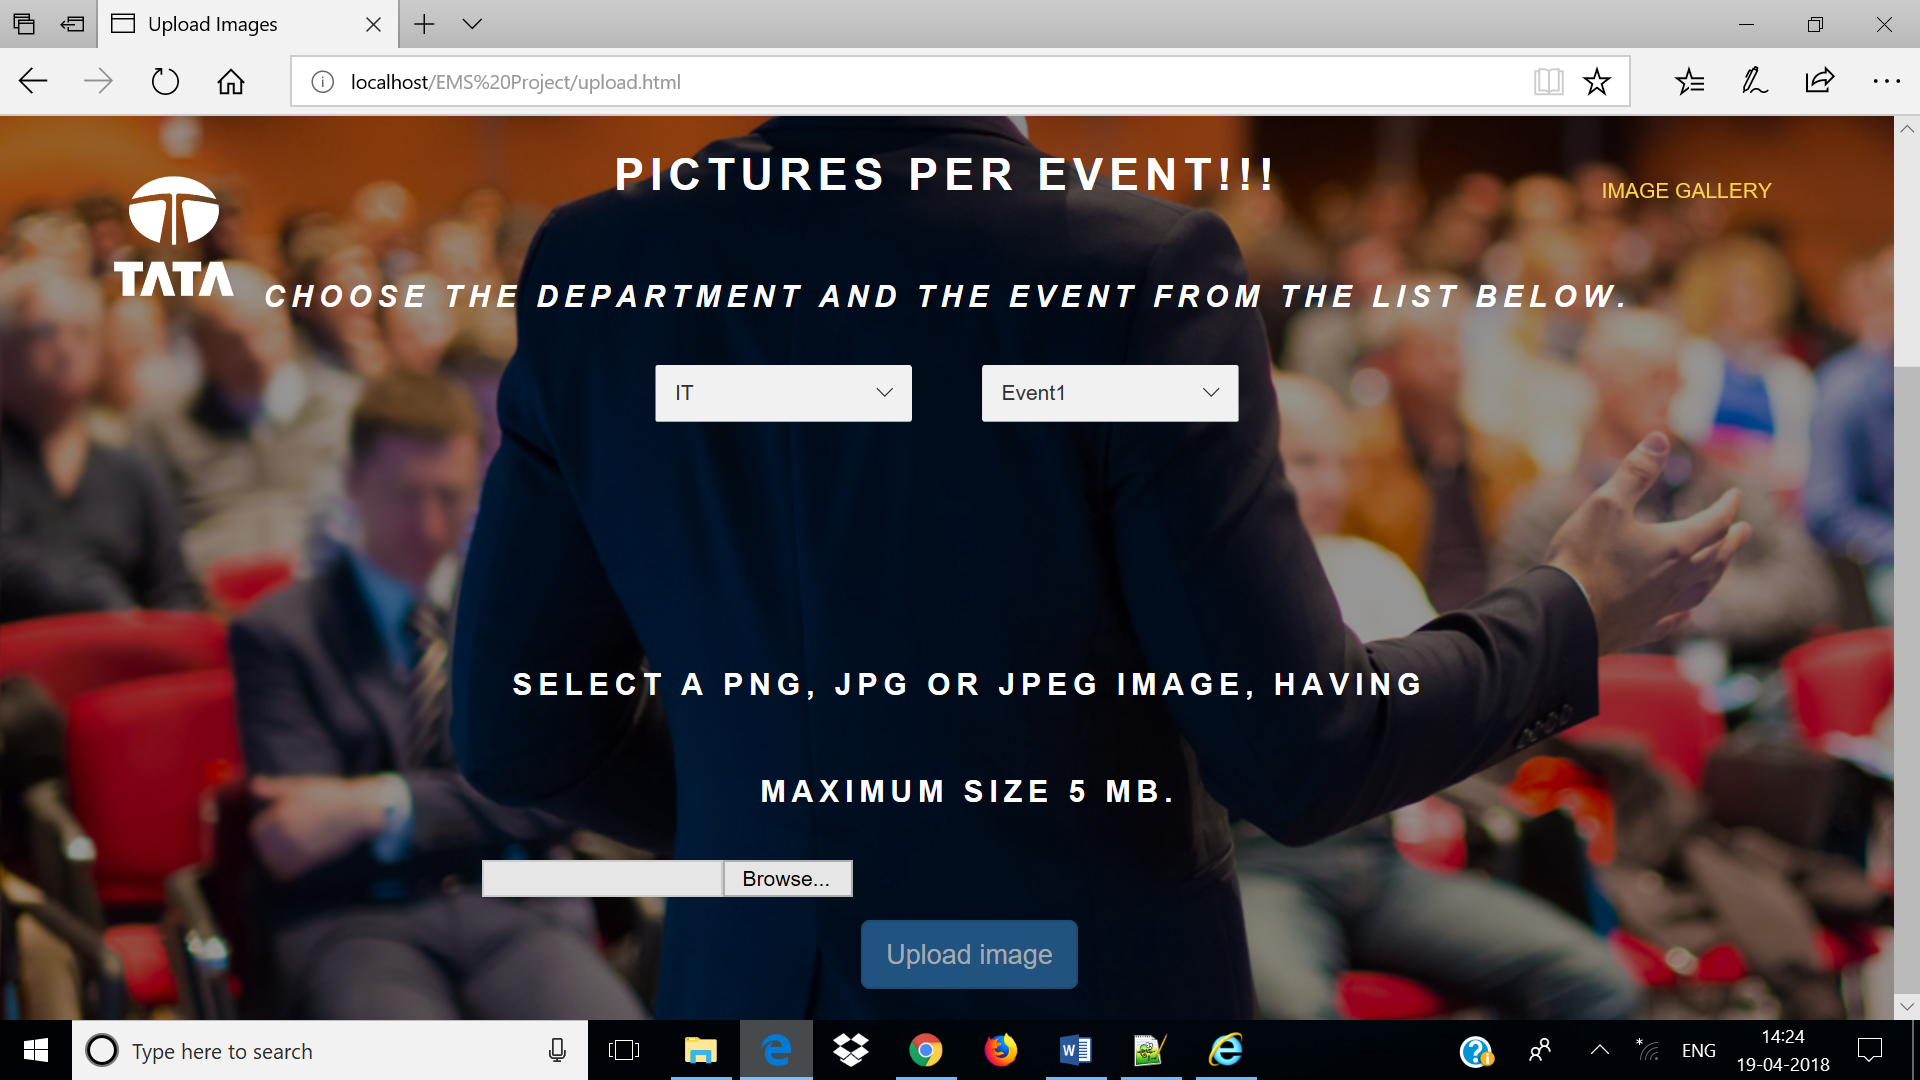 Upload Images
localhost/EMS%20Project/upload.html
PICTURES PER EVENT!!!
IMAGE GALLERY
TATA
CHOOSE THE DEPARTMENT AND THE EVENT FROM THE LIST BELOW.
IT
Event1
SELECT A PNG, JPG OR JPEG IMAGE, HAVING
MAXIMUM SIZE 5 MB.
Browse...
Upload image
Type here to search
ENG
14:24
19-04-2018